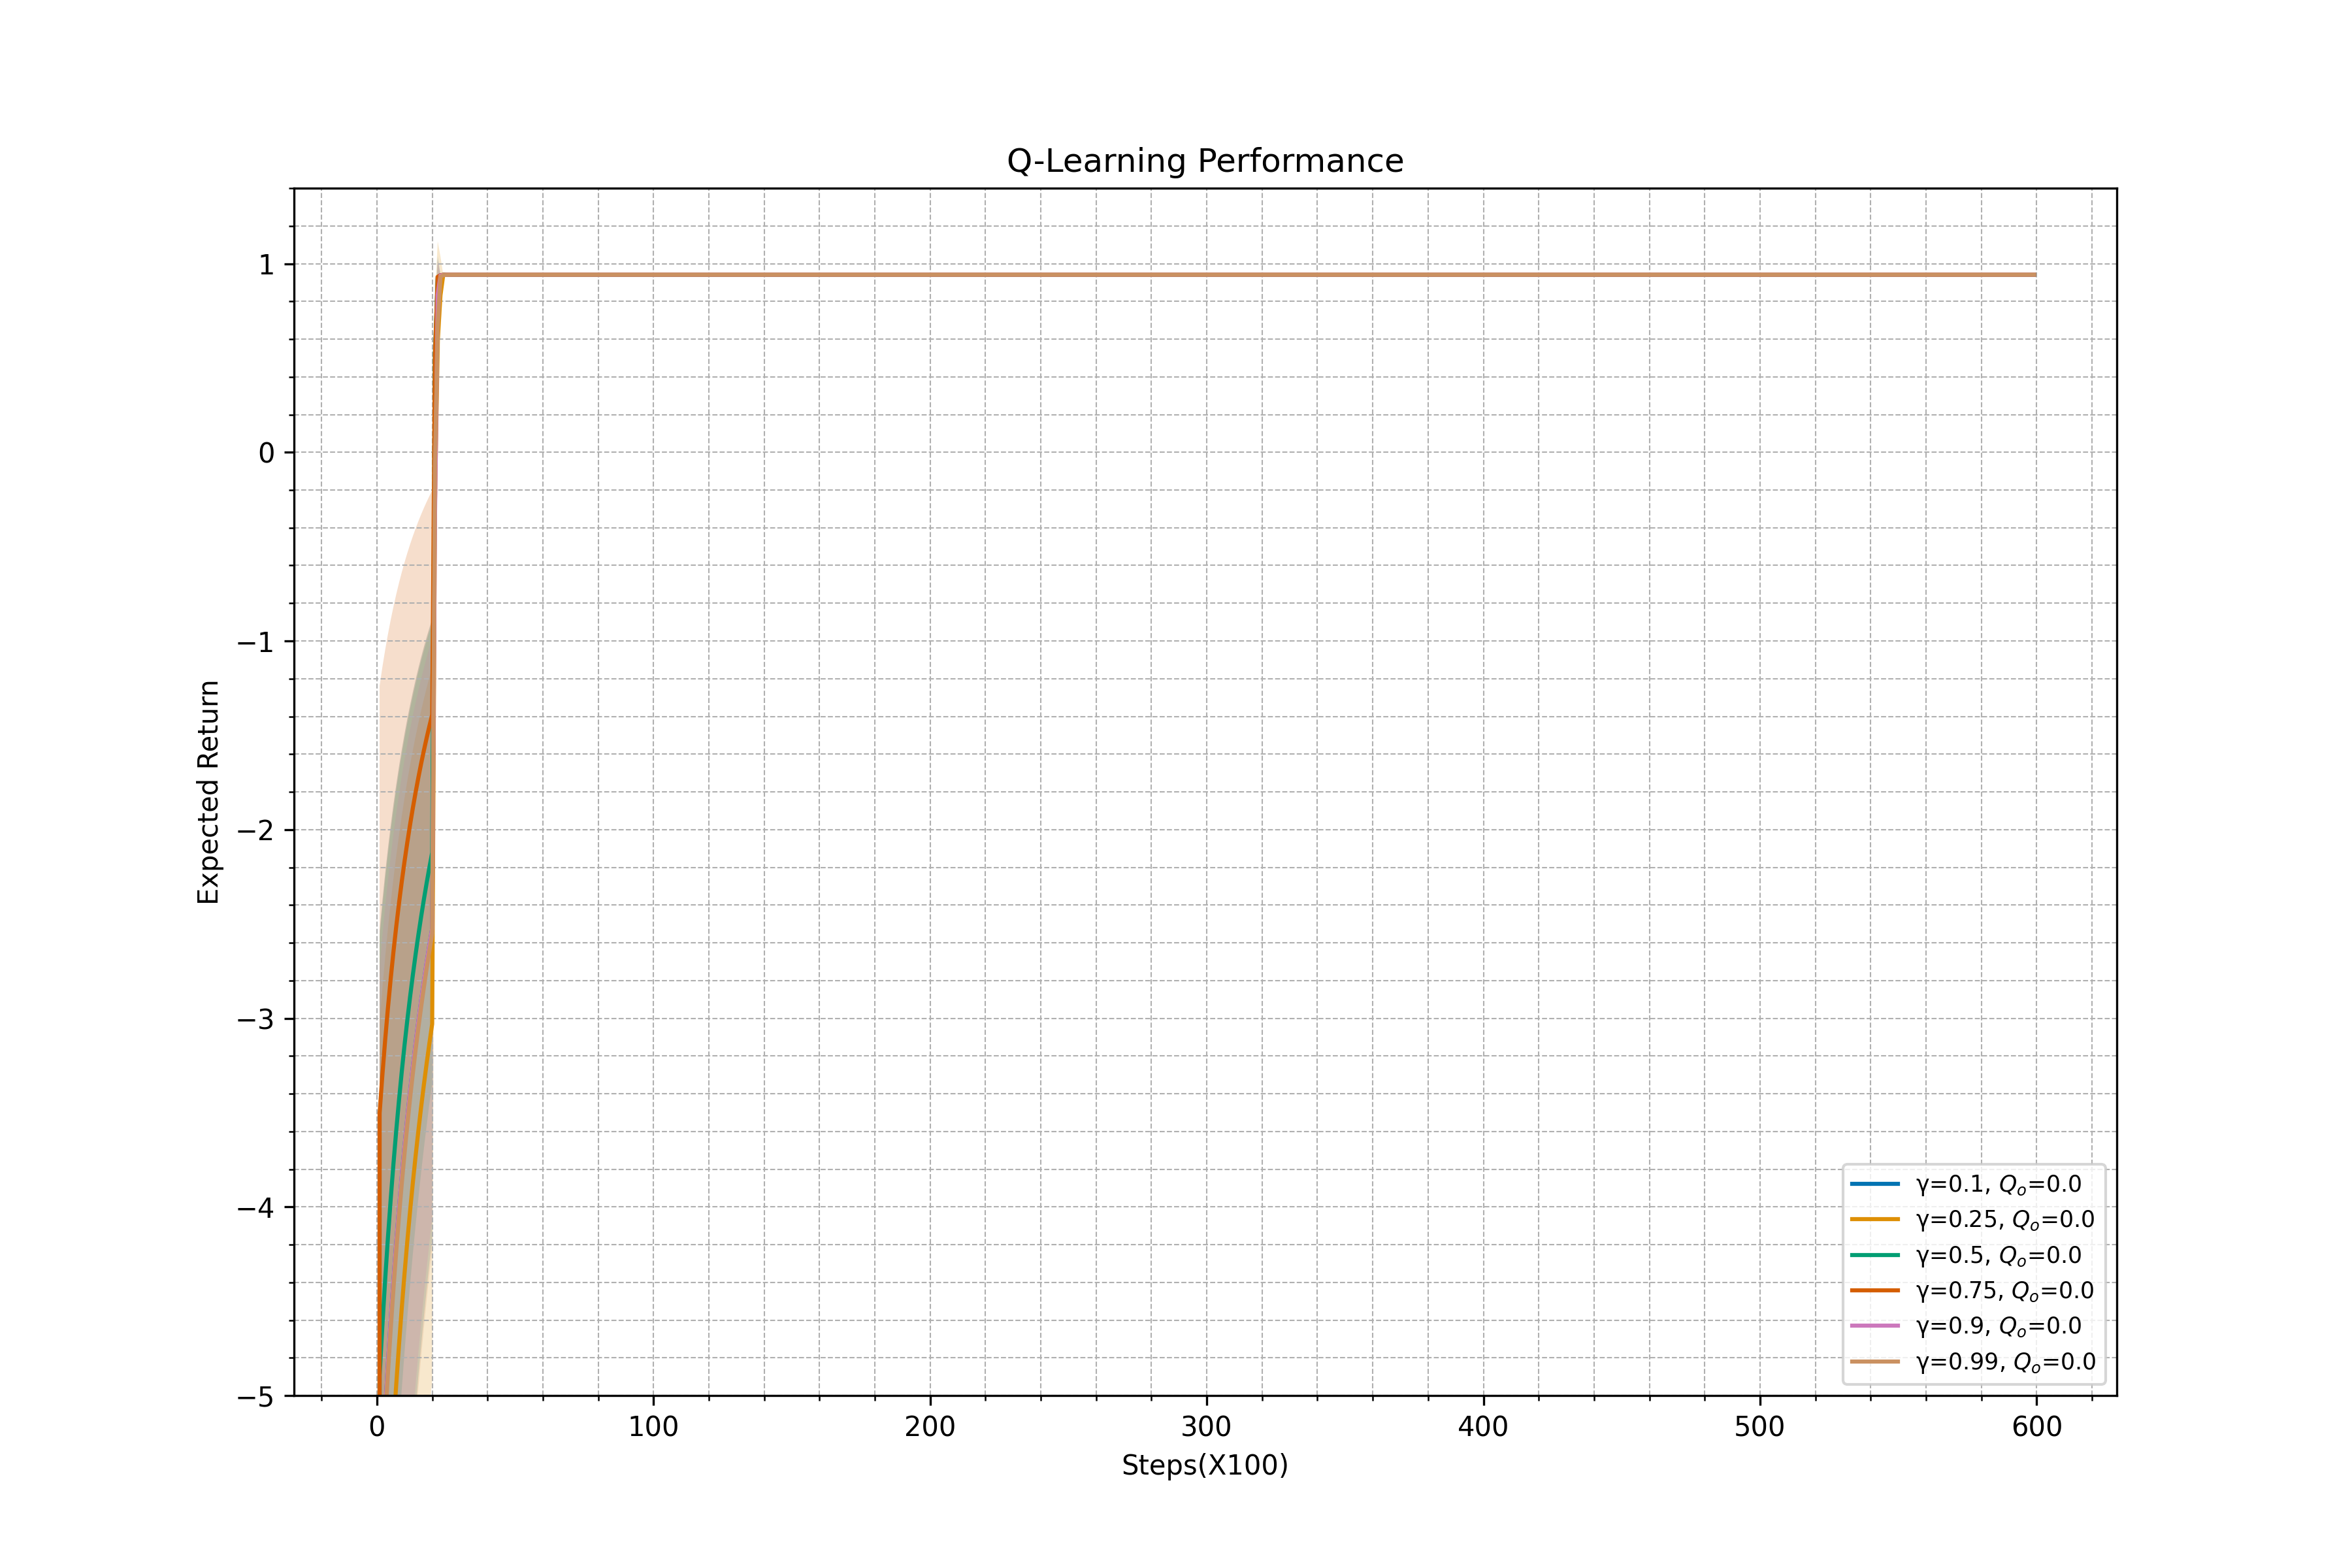 Q-Learning Performance
Expected Return
1
0
−1
−2
−3
−4
−5
0 100 200 300 400 500 600
Steps(X100)
γ=0.1, Qₒ=0.0
γ=0.25, Qₒ=0.0
γ=0.5, Qₒ=0.0
γ=0.75, Qₒ=0.0
γ=0.9, Qₒ=0.0
γ=0.99, Qₒ=0.0